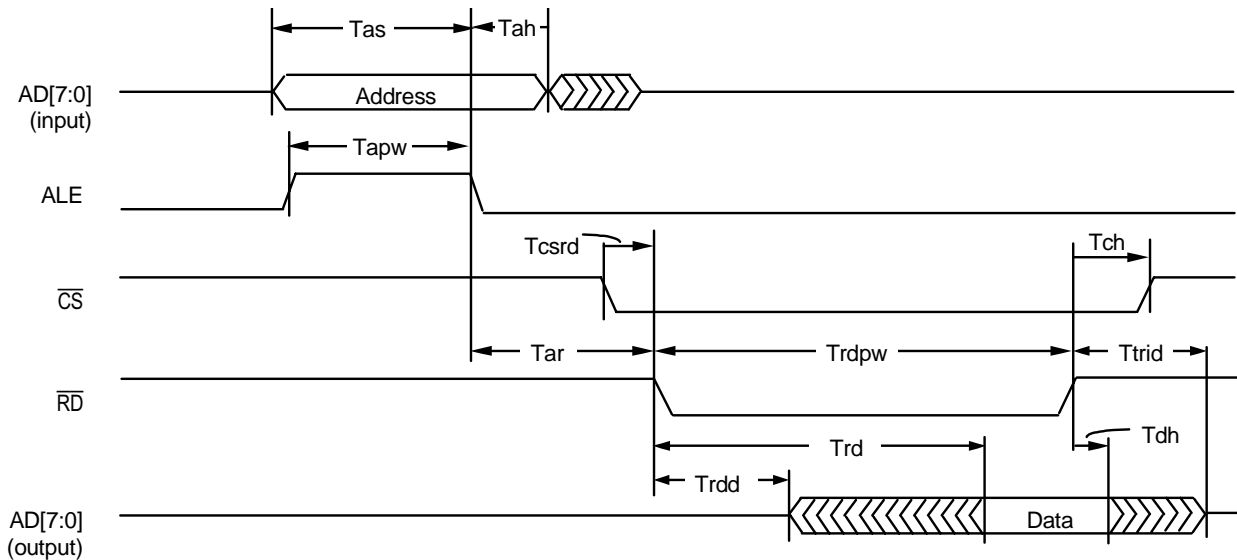 Tas
Tah
AD[7:0]
(input)
Address
Tapw
ALE
Tcsrd
Tch
CS
Tar
Trdpw
Ttrid
RD
Trd
Tdh
Trdd
AD[7:0]
(output)
Data